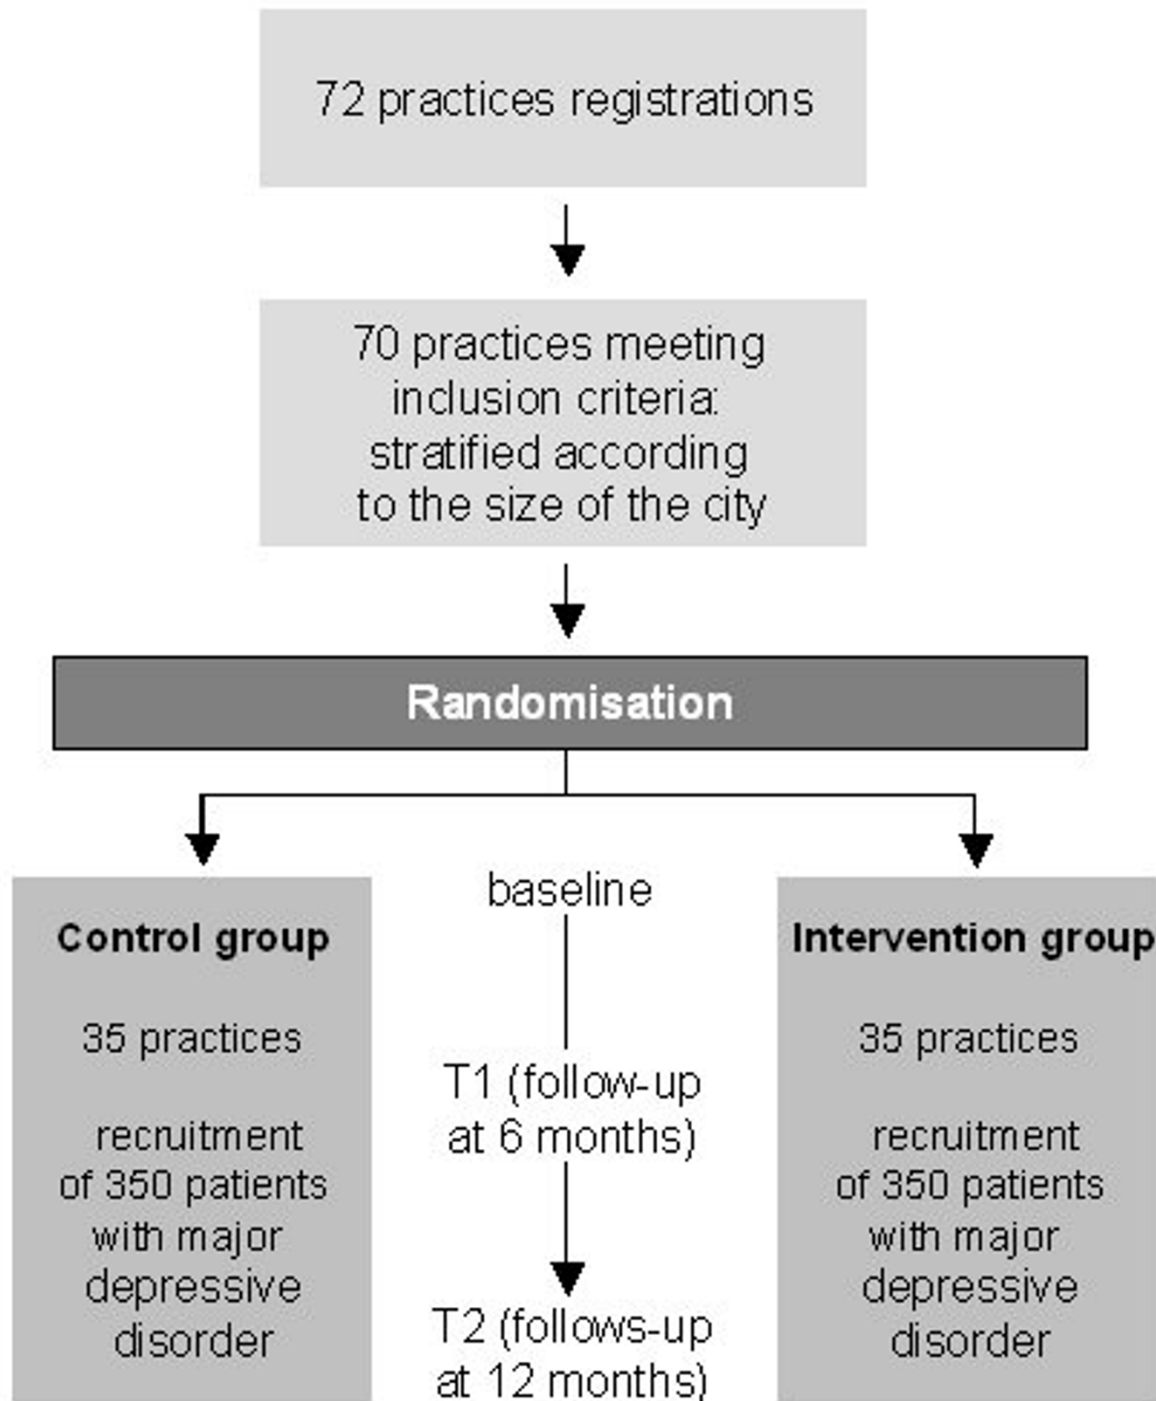 72 practices registrations
70 practices meeting
inclusion criteria:
stratified according
to the size of the city
Randomisation
Control group
35 practices
recruitment
of 350 patients
with major
depressive
disorder
baseline
T1 (follow-up
at 6 months)
T2 (follows-up
at 12 months)
Intervention group
35 practices
recruitment
of 350 patients
with major
depressive
disorder